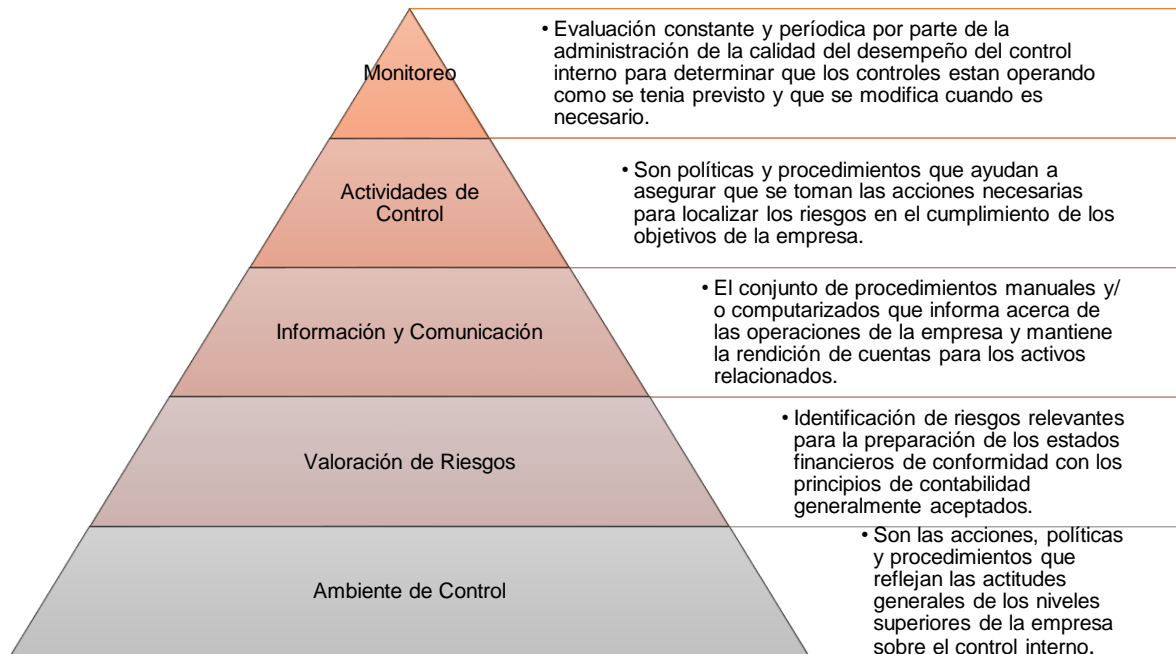 Monitoreo
• Evaluación constante y períodica por parte de la
administración de la calidad del desempeño del control
interno para determinar que los controles estan operando
como se tenia previsto y que se modifica cuando es
necesario.
Actividades de
Control
• Son políticas y procedimientos que ayudan a
asegurar que se toman las acciones necesarias
para localizar los riesgos en el cumplimiento de los
objetivos de la empresa.
Información y Comunicación
• El conjunto de procedimientos manuales y/
o computarizados que informa acerca de
las operaciones de la empresa y mantiene
la rendición de cuentas para los activos
relacionados.
Valoración de Riesgos
• Identificación de riesgos relevantes
para la preparación de los estados
financieros de conformidad con los
principios de contabilidad
generalmente aceptados.
Ambiente de Control
• Son las acciones, políticas
y procedimientos que
reflejan las actitudes
generales de los niveles
superiores de la empresa
sobre el control interno.